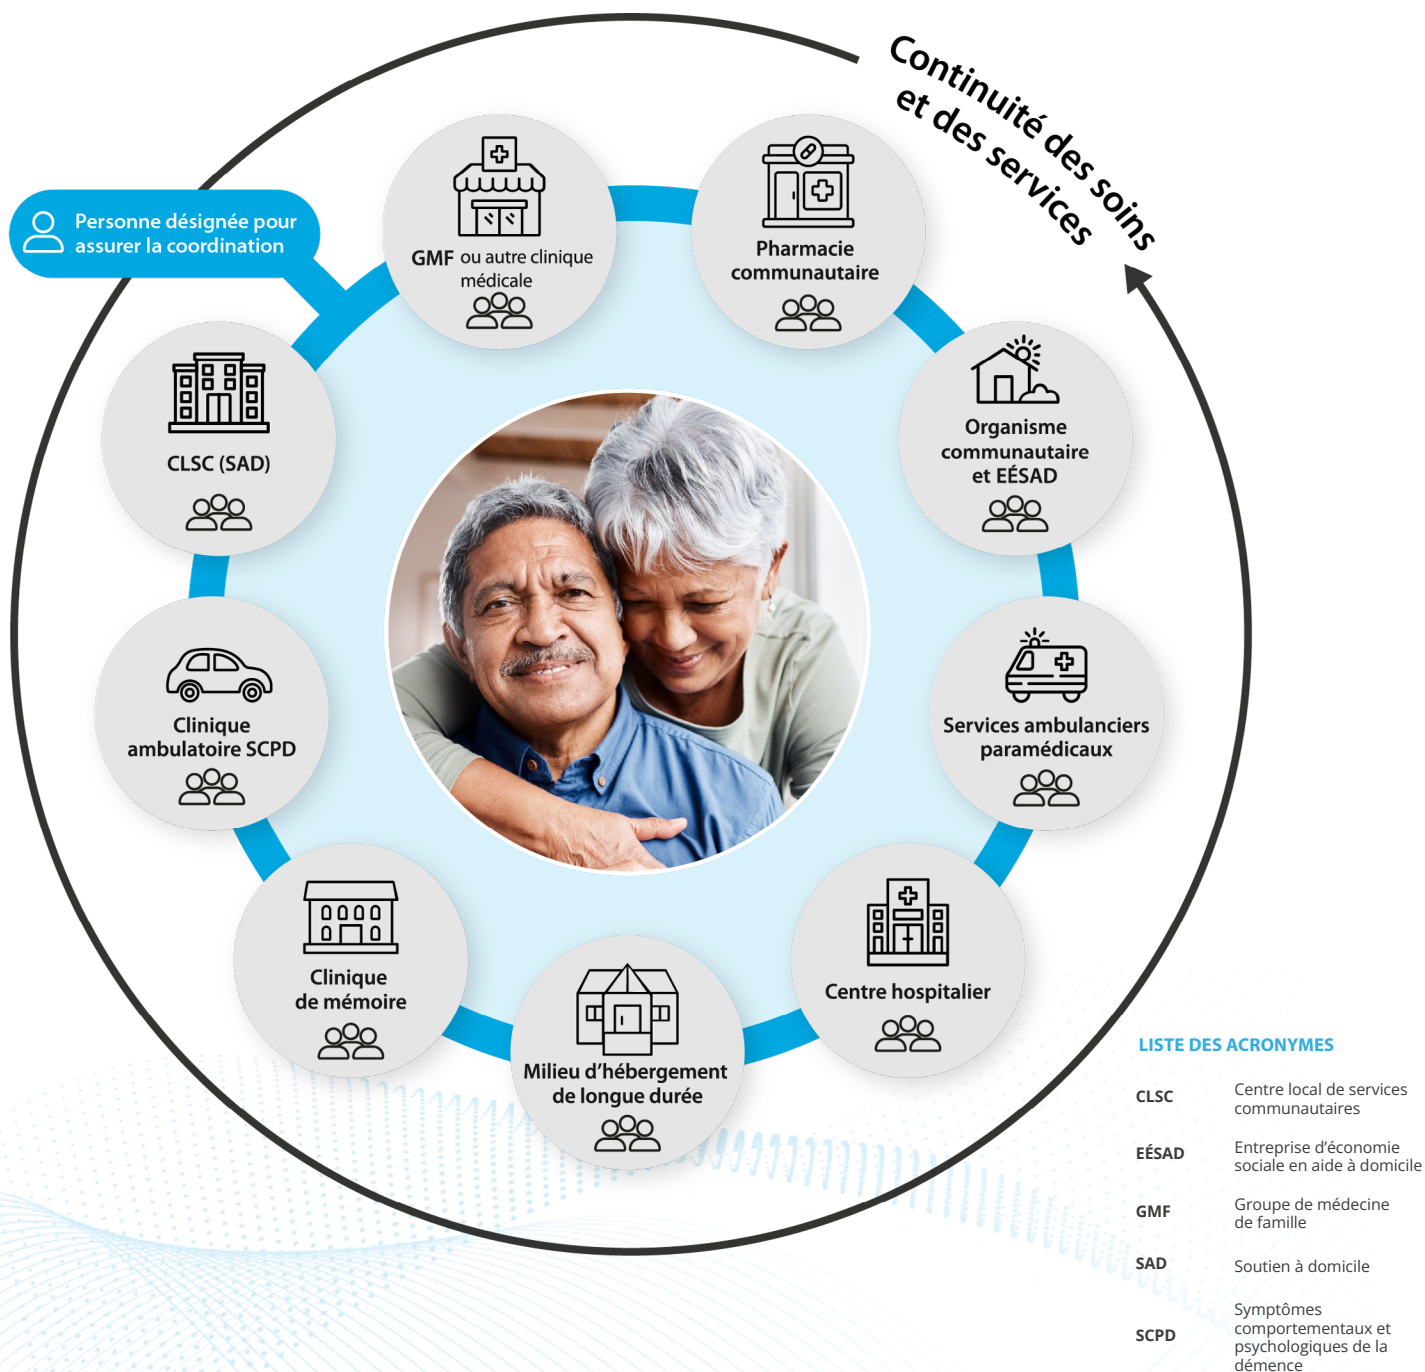 Continuité des soins
et des services
Personne désignée pour
assurer la coordination
GMF ou autre clinique
médicale
Pharmacie
communautaire
Organisme
communautaire
et EÉSAD
Services ambulanciers
paramédicaux
Centre hospitalier
Milieu d’hébergement
de longue durée
Clinique
de mémoire
Clinique
ambulatoire SCPD
CLSC (SAD)
LISTE DES ACRONYMES
CLSC Centre local de services
communautaires
EÉSAD Entreprise d’économie
sociale en aide à domicile
GMF Groupe de médecine
de famille
SAD Soutien à domicile
SCPD Symptômes
comportementaux et
psychologiques de la
démence